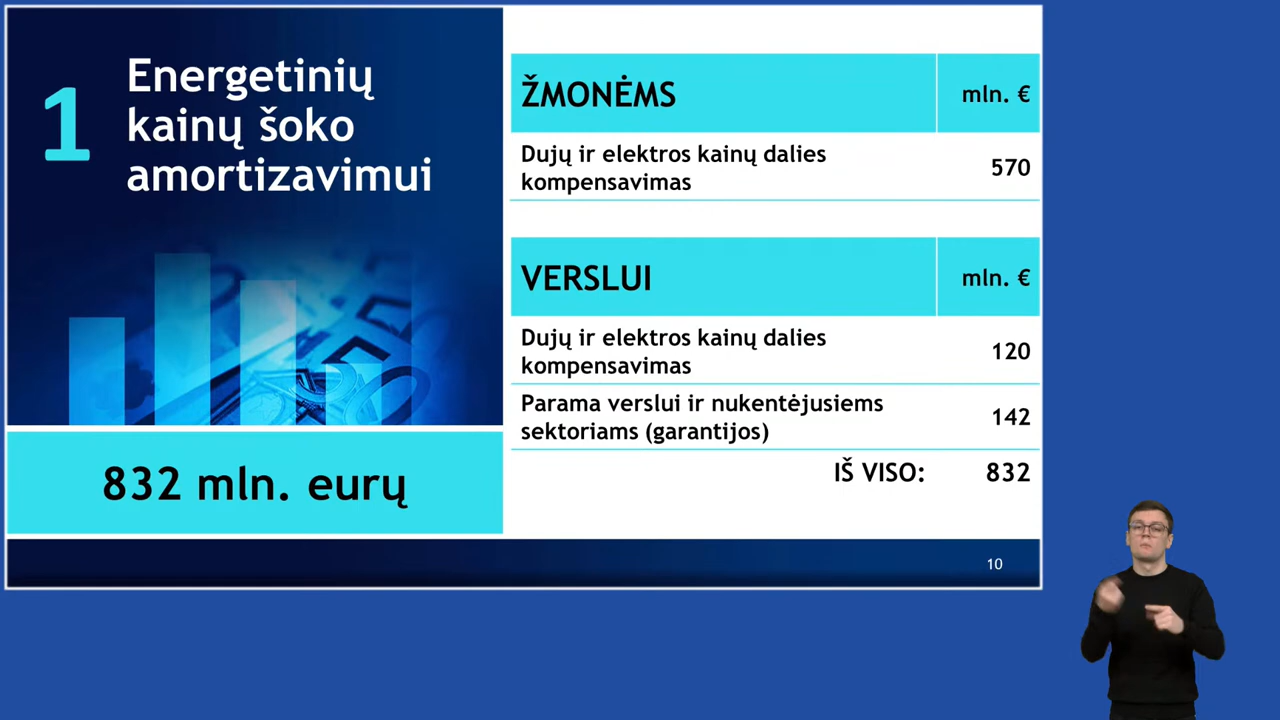 1
Energetinių
kainų šoko
amortizavimui
832 mln. eurų
ŽMONĖMS mln. €
Dujų ir elektros kainų dalies
kompensavimas 570
VERSLUI mln. €
Dujų ir elektros kainų dalies
kompensavimas 120
Parama verslui ir nukentėjusiems
sektoriams (garantijos) 142
IŠ VISO: 832
10